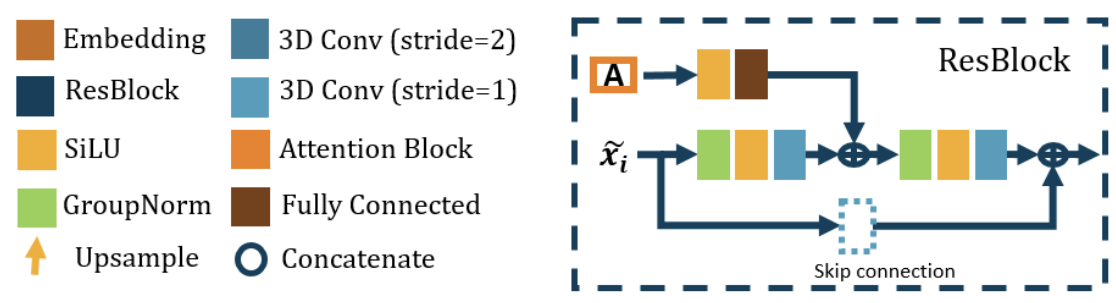 Embedding
3D Conv (stride=2)
ResBlock
3D Conv (stride=1)
SiLU
Attention Block
GroupNorm
Fully Connected
Upsample
Concatenate
ResBlock
A
x̃ᵢ
Skip connection